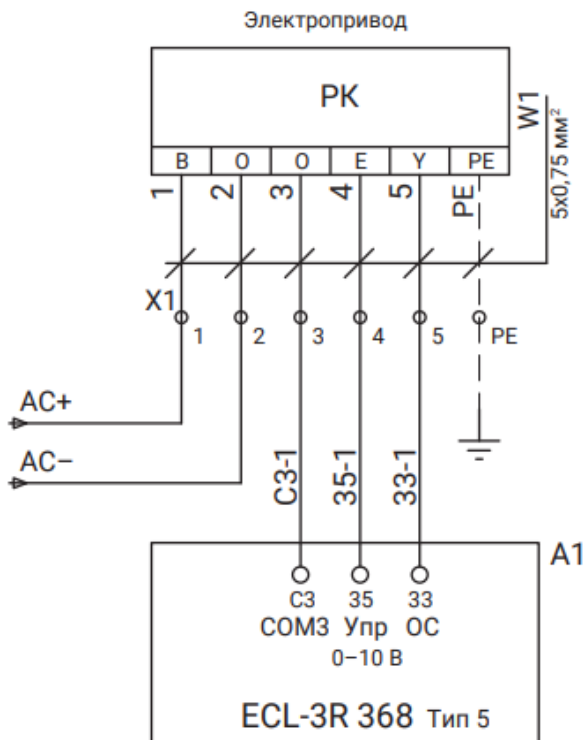 Электропривод
РК
W1
5x0,75 мм²
В О О Е Y PE
1 2 3 4 5 PE
X1
1 2 3 4 5 PE
AC+
AC–
C3-1 35-1 33-1
A1
C3 35 33
COM3 Упр ОС
0–10 В
ECL-3R 368 Тип 5